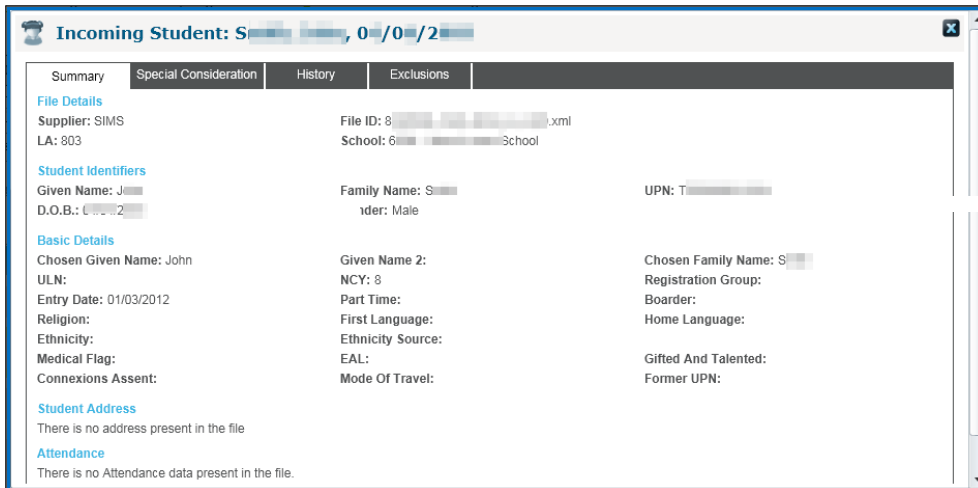 Incoming Student:
Summary Special Consideration History Exclusions
File Details
Supplier: SIMS File ID: 8 .xml
LA: 803 School: 6 School
Student Identifiers
Given Name: J Family Name: S UPN: T
D.O.B.: nder: Male
Basic Details
Chosen Given Name: John Given Name 2: Chosen Family Name: S
ULN: NCY: 8 Registration Group:
Entry Date: 01/03/2012 Part Time: Boarder:
Religion: First Language: Home Language:
Ethnicity: Ethnicity Source:
Medical Flag: EAL: Gifted And Talented:
Connexions Assent: Mode Of Travel: Former UPN:
Student Address
There is no address present in the file
Attendance
There is no Attendance data present in the file.